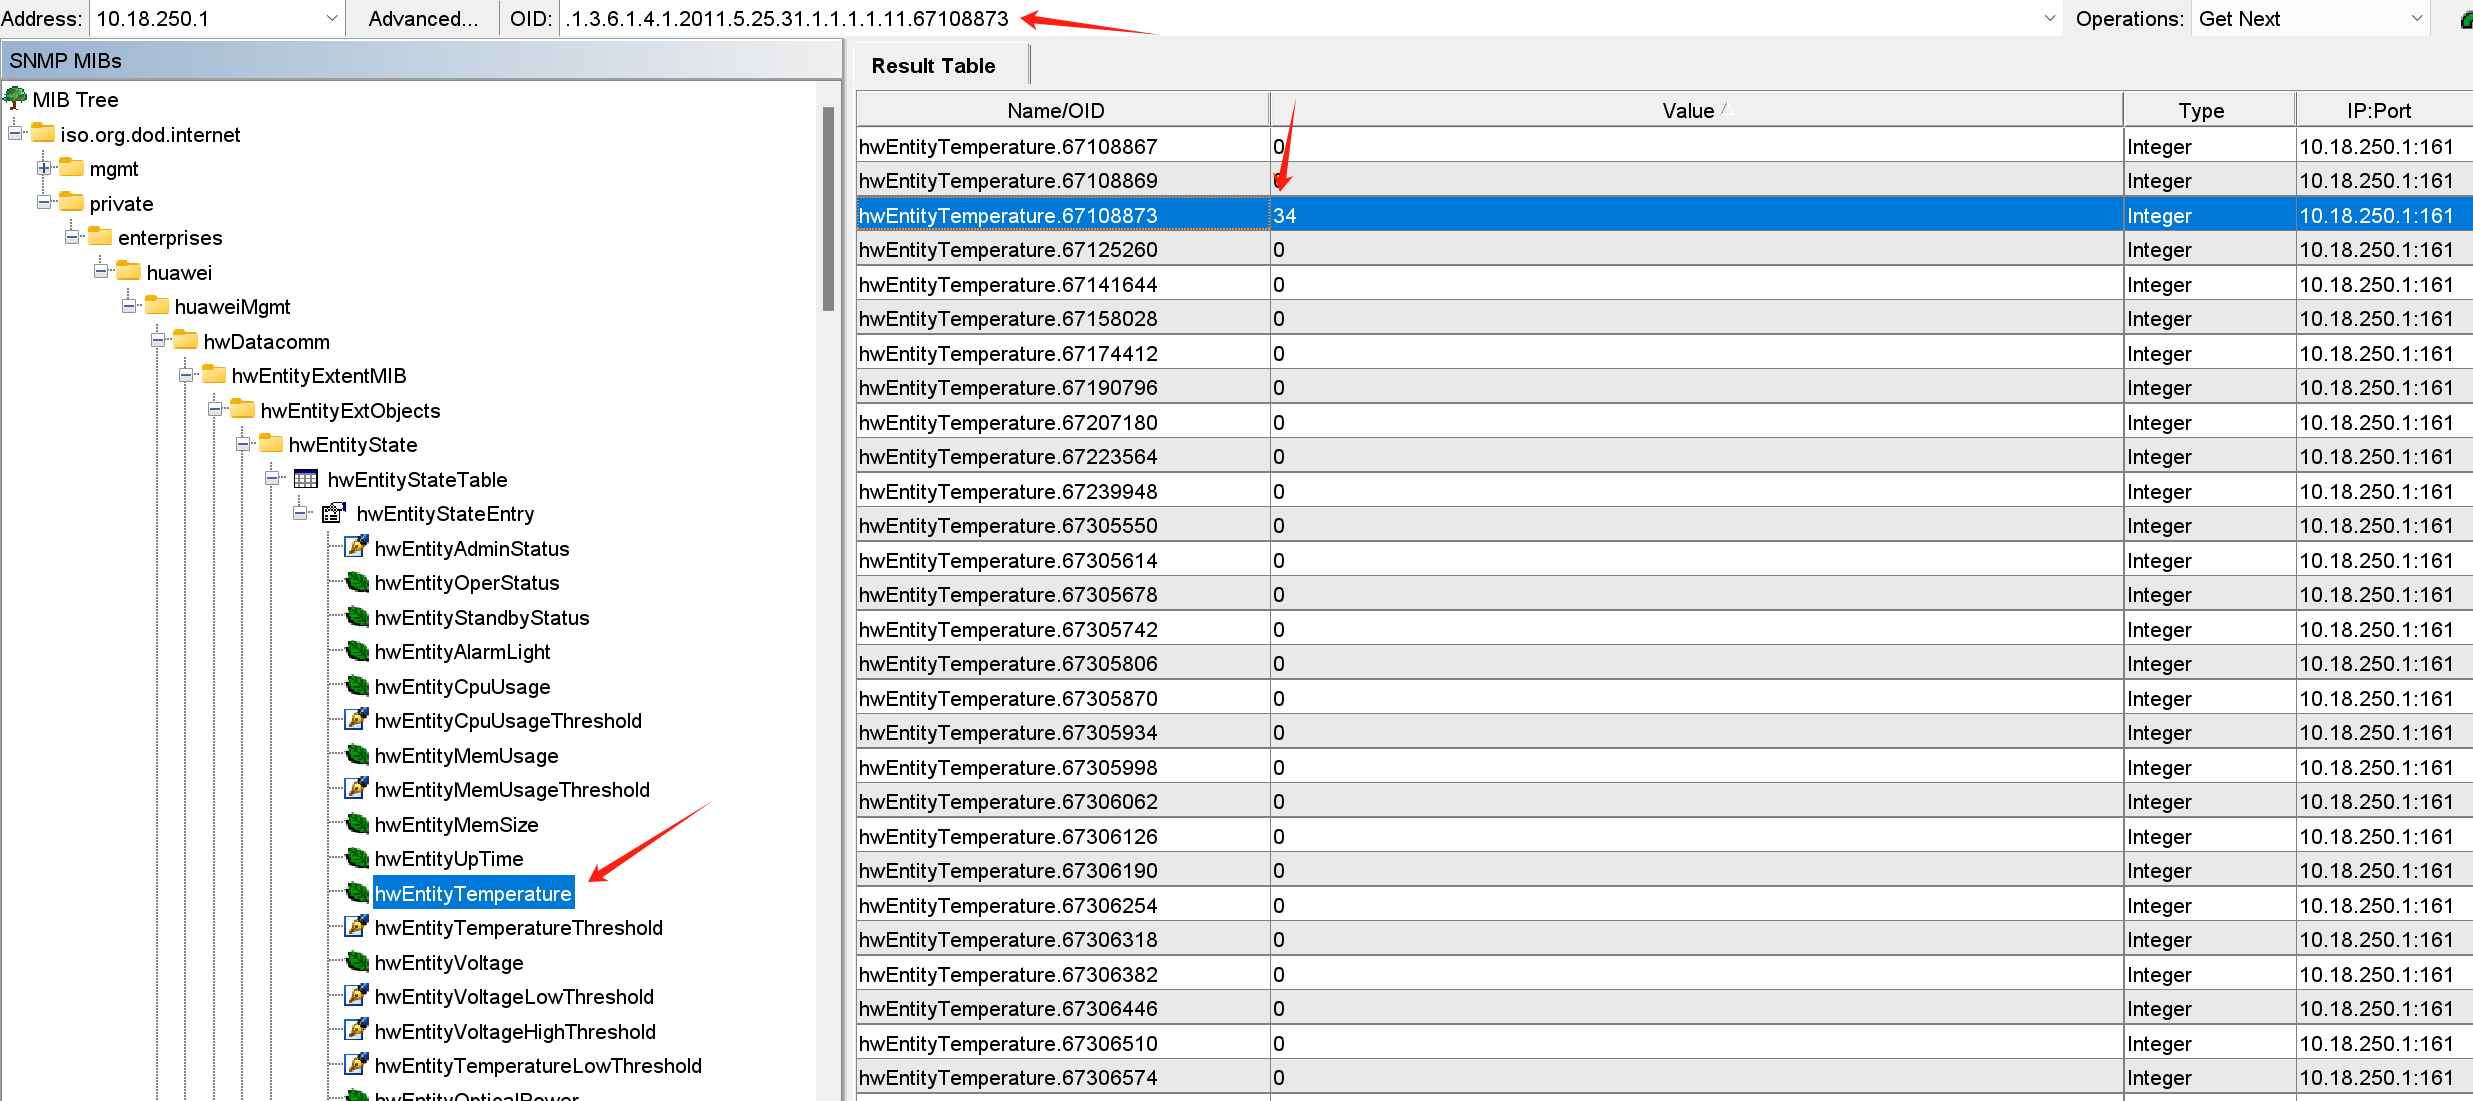 Address: 10.18.250.1 Advanced... OID: .1.3.6.1.4.1.2011.5.25.31.1.1.1.1.11.67108873 Operations: Get Next
SNMP MIBs
MIB Tree
iso.org.dod.internet
mgmt
private
enterprises
huawei
huaweiMgmt
hwDatacomm
hwEntityExtentMIB
hwEntityExtObjects
hwEntityState
hwEntityStateTable
hwEntityStateEntry
hwEntityAdminStatus
hwEntityOperStatus
hwEntityStandbyStatus
hwEntityAlarmLight
hwEntityCpuUsage
hwEntityCpuUsageThreshold
hwEntityMemUsage
hwEntityMemUsageThreshold
hwEntityMemSize
hwEntityUpTime
hwEntityTemperature
hwEntityTemperatureThreshold
hwEntityVoltage
hwEntityVoltageLowThreshold
hwEntityVoltageHighThreshold
hwEntityTemperatureLowThreshold
hwEntityOpticalPower
Result Table
Name/OID Value Type IP:Port
hwEntityTemperature.67108867 0 Integer 10.18.250.1:161
hwEntityTemperature.67108869 0 Integer 10.18.250.1:161
hwEntityTemperature.67108873 34 Integer 10.18.250.1:161
hwEntityTemperature.67125260 0 Integer 10.18.250.1:161
hwEntityTemperature.67141644 0 Integer 10.18.250.1:161
hwEntityTemperature.67158028 0 Integer 10.18.250.1:161
hwEntityTemperature.67174412 0 Integer 10.18.250.1:161
hwEntityTemperature.67190796 0 Integer 10.18.250.1:161
hwEntityTemperature.67207180 0 Integer 10.18.250.1:161
hwEntityTemperature.67223564 0 Integer 10.18.250.1:161
hwEntityTemperature.67239948 0 Integer 10.18.250.1:161
hwEntityTemperature.67305550 0 Integer 10.18.250.1:161
hwEntityTemperature.67305614 0 Integer 10.18.250.1:161
hwEntityTemperature.67305678 0 Integer 10.18.250.1:161
hwEntityTemperature.67305742 0 Integer 10.18.250.1:161
hwEntityTemperature.67305806 0 Integer 10.18.250.1:161
hwEntityTemperature.67305870 0 Integer 10.18.250.1:161
hwEntityTemperature.67305934 0 Integer 10.18.250.1:161
hwEntityTemperature.67305998 0 Integer 10.18.250.1:161
hwEntityTemperature.67306062 0 Integer 10.18.250.1:161
hwEntityTemperature.67306126 0 Integer 10.18.250.1:161
hwEntityTemperature.67306190 0 Integer 10.18.250.1:161
hwEntityTemperature.67306254 0 Integer 10.18.250.1:161
hwEntityTemperature.67306318 0 Integer 10.18.250.1:161
hwEntityTemperature.67306382 0 Integer 10.18.250.1:161
hwEntityTemperature.67306446 0 Integer 10.18.250.1:161
hwEntityTemperature.67306510 0 Integer 10.18.250.1:161
hwEntityTemperature.67306574 0 Integer 10.18.250.1:161